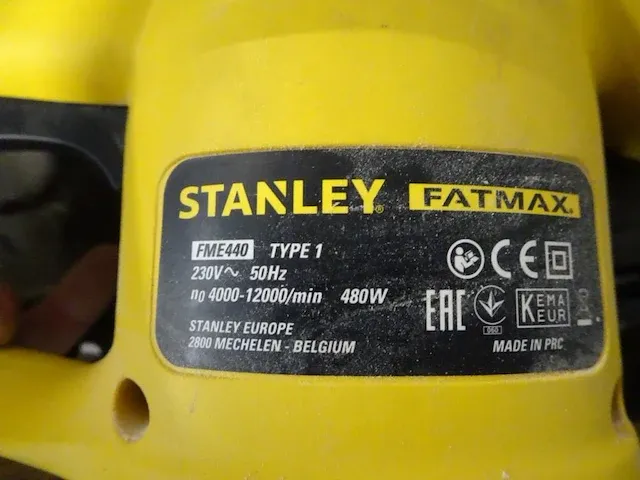 STANLEY® FATMAX®
FME440 TYPE 1
230V~ 50Hz
n0 4000-12000/min 480W
CE
EAC
KEMA
KEUR
STANLEY EUROPE
2800 MECHELEN - BELGIUM
MADE IN PRC